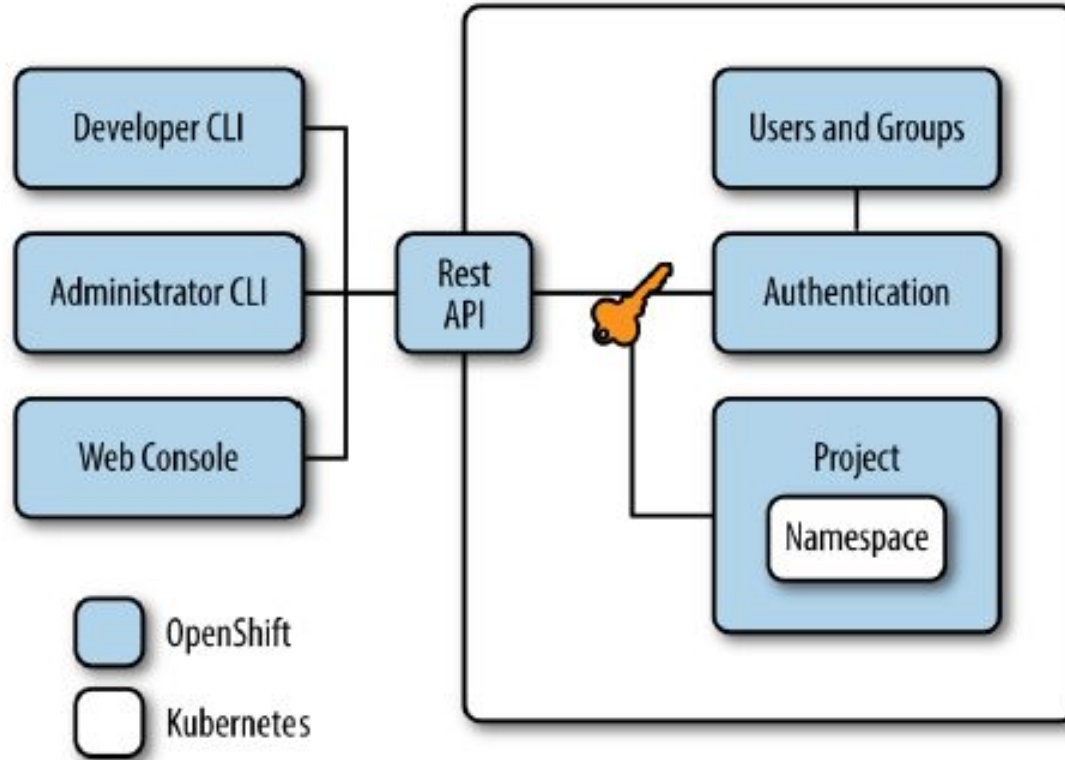 Developer CLI
Administrator CLI
Web Console
Rest
API
Users and Groups
Authentication
Project
Namespace
OpenShift
Kubernetes